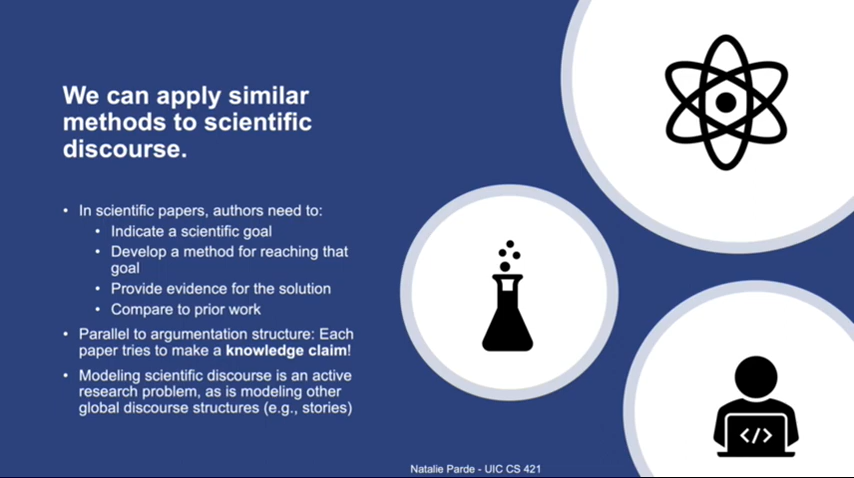 We can apply similar
methods to scientific
discourse.
• In scientific papers, authors need to:
• Indicate a scientific goal
• Develop a method for reaching that
goal
• Provide evidence for the solution
• Compare to prior work
• Parallel to argumentation structure: Each
paper tries to make a knowledge claim!
• Modeling scientific discourse is an active
research problem, as is modeling other
global discourse structures (e.g., stories)
</>
Natalie Parde - UIC CS 421